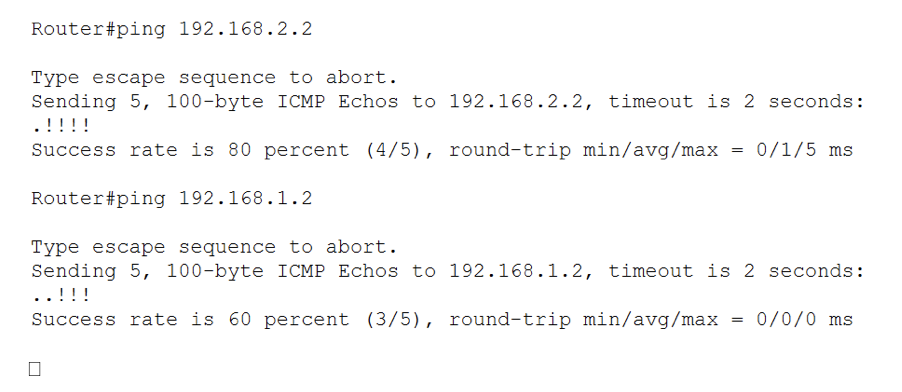 Router#ping 192.168.2.2
Type escape sequence to abort.
Sending 5, 100-byte ICMP Echos to 192.168.2.2, timeout is 2 seconds:
.!!!!
Success rate is 80 percent (4/5), round-trip min/avg/max = 0/1/5 ms
Router#ping 192.168.1.2
Type escape sequence to abort.
Sending 5, 100-byte ICMP Echos to 192.168.1.2, timeout is 2 seconds:
..!!!
Success rate is 60 percent (3/5), round-trip min/avg/max = 0/0/0 ms